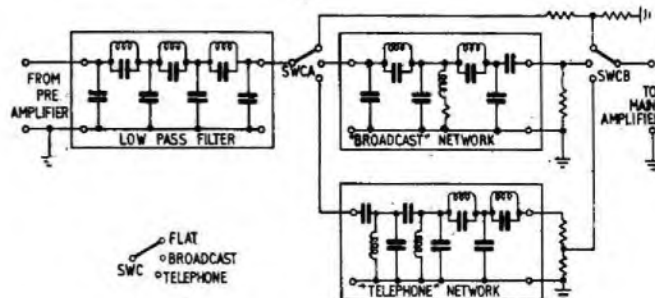 FROM
PRE
AMPLIFIER
LOW PASS FILTER
SWCA
"BROADCAST" NETWORK
SWCB
TO
MAIN
AMPLIFIER
"TELEPHONE" NETWORK
SWC
FLAT
BROADCAST
TELEPHONE